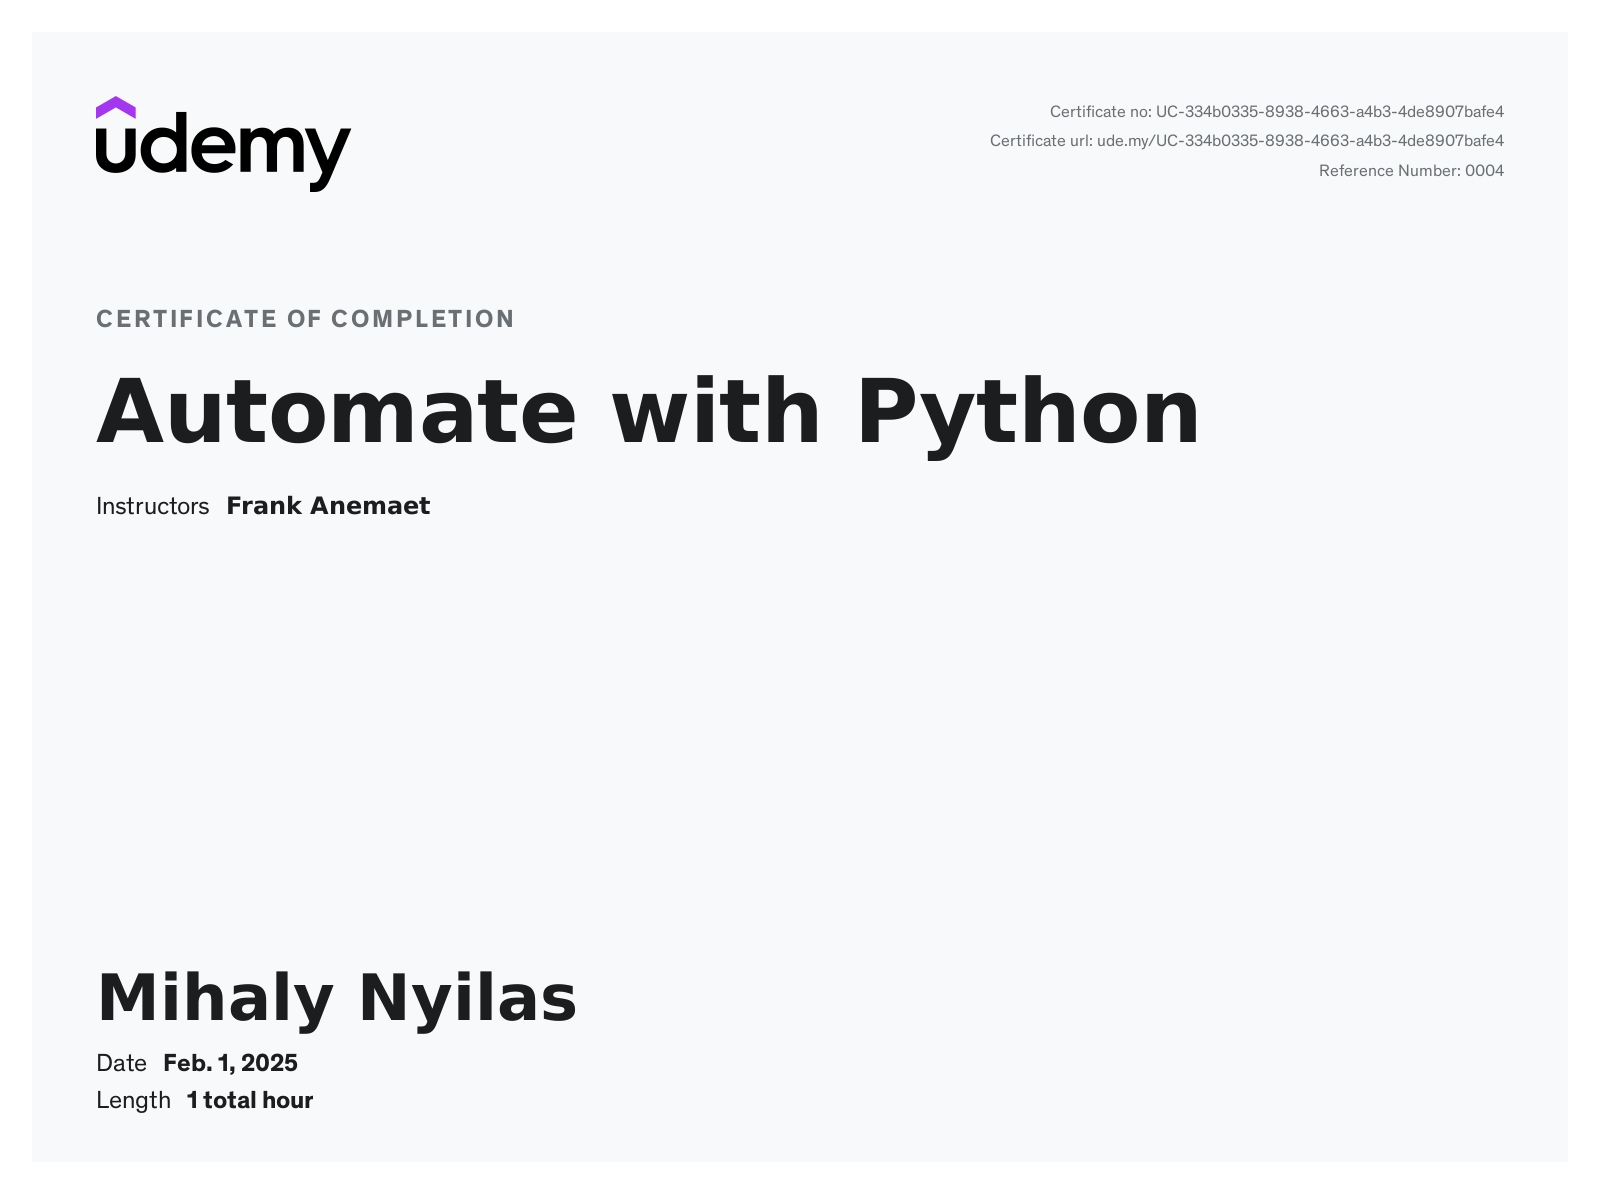 udemy
Certificate no: UC-334b0335-8938-4663-a4b3-4de8907bafe4
Certificate url: ude.my/UC-334b0335-8938-4663-a4b3-4de8907bafe4
Reference Number: 0004
CERTIFICATE OF COMPLETION
Automate with Python
Instructors Frank Anemaet
Mihaly Nyilas
Date Feb. 1, 2025
Length 1 total hour